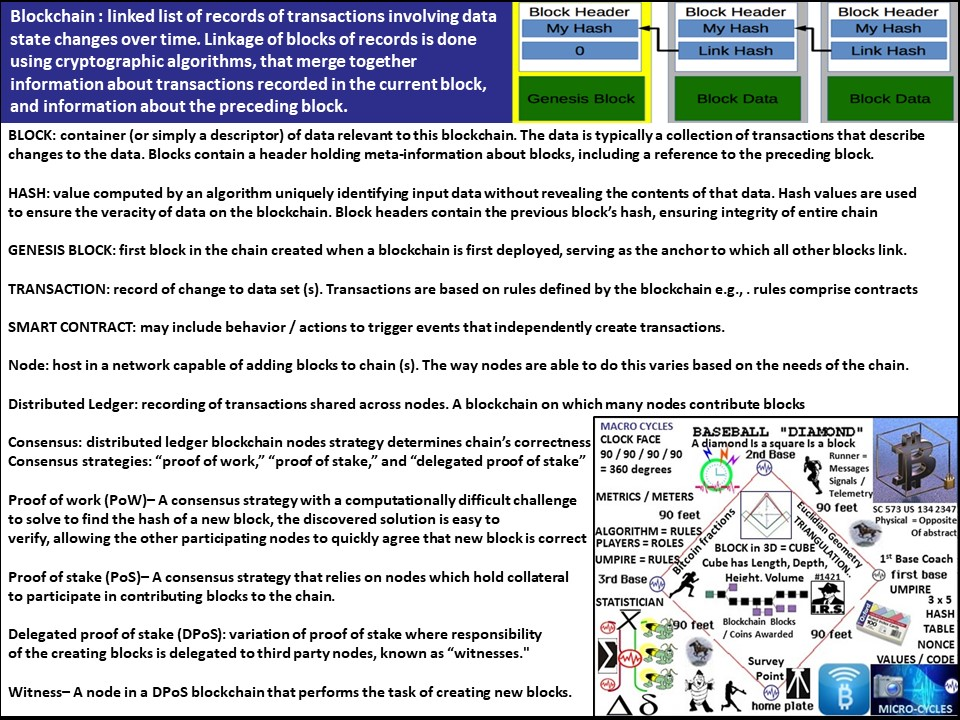 Blockchain : linked list of records of transactions involving data
state changes over time. Linkage of blocks of records is done
using cryptographic algorithms, that merge together
information about transactions recorded in the current block,
and information about the preceding block.
Block Header
My Hash
0
Genesis Block
Block Header
My Hash
Link Hash
Block Data
Block Header
My Hash
Link Hash
Block Data
BLOCK: container (or simply a descriptor) of data relevant to this blockchain. The data is typically a collection of transactions that describe
changes to the data. Blocks contain a header holding meta-information about blocks, including a reference to the preceding block.
HASH: value computed by an algorithm uniquely identifying input data without revealing the contents of that data. Hash values are used
to ensure the veracity of data on the blockchain. Block headers contain the previous block’s hash, ensuring integrity of entire chain
GENESIS BLOCK: first block in the chain created when a blockchain is first deployed, serving as the anchor to which all other blocks link.
TRANSACTION: record of change to data set (s). Transactions are based on rules defined by the blockchain e.g., . rules comprise contracts
SMART CONTRACT: may include behavior / actions to trigger events that independently create transactions.
Node: host in a network capable of adding blocks to chain (s). The way nodes are able to do this varies based on the needs of the chain.
Distributed Ledger: recording of transactions shared across nodes. A blockchain on which many nodes contribute blocks
Consensus: distributed ledger blockchain nodes strategy determines chain’s correctness
Consensus strategies: “proof of work,” “proof of stake,” and “delegated proof of stake”
Proof of work (PoW)– A consensus strategy with a computationally difficult challenge
to solve to find the hash of a new block, the discovered solution is easy to
verify, allowing the other participating nodes to quickly agree that new block is correct
Proof of stake (PoS)– A consensus strategy that relies on nodes which hold collateral
to participate in contributing blocks to the chain.
Delegated proof of stake (DPoS): variation of proof of stake where responsibility
of the creating blocks is delegated to third party nodes, known as “witnesses."
Witness– A node in a DPoS blockchain that performs the task of creating new blocks.
MACRO CYCLES
CLOCK FACE
90 / 90 / 90 / 90
= 360 degrees
BASEBALL "DIAMOND"
A diamond Is a square Is a block
2nd Base
Runner =
Messages
Signals /
Telemetry
METRICS / METERS
90 feet
90 feet
SC 573 US 134 2347
Physical = Opposite
Of abstract
ALGORITHM = RULES
PLAYERS = ROLES
UMPIRE = RULES
Bitcoin fractions
Euclidian Geometry
TRIANGULATION..
BLOCK in 3D = CUBE
Cube has Length, Depth,
Height. Volume
#1421
I.R.S.
3rd Base
1st Base Coach
first base
UMPIRE
STATISTICIAN
90 feet
Blockchain Blocks
/ Coins Awarded
90 feet
Oxford
100
3 x 5
HASH
TABLE
NONCE
VALUES / CODE
Survey
Point
home plate
Δ δ
MICRO-CYCLES